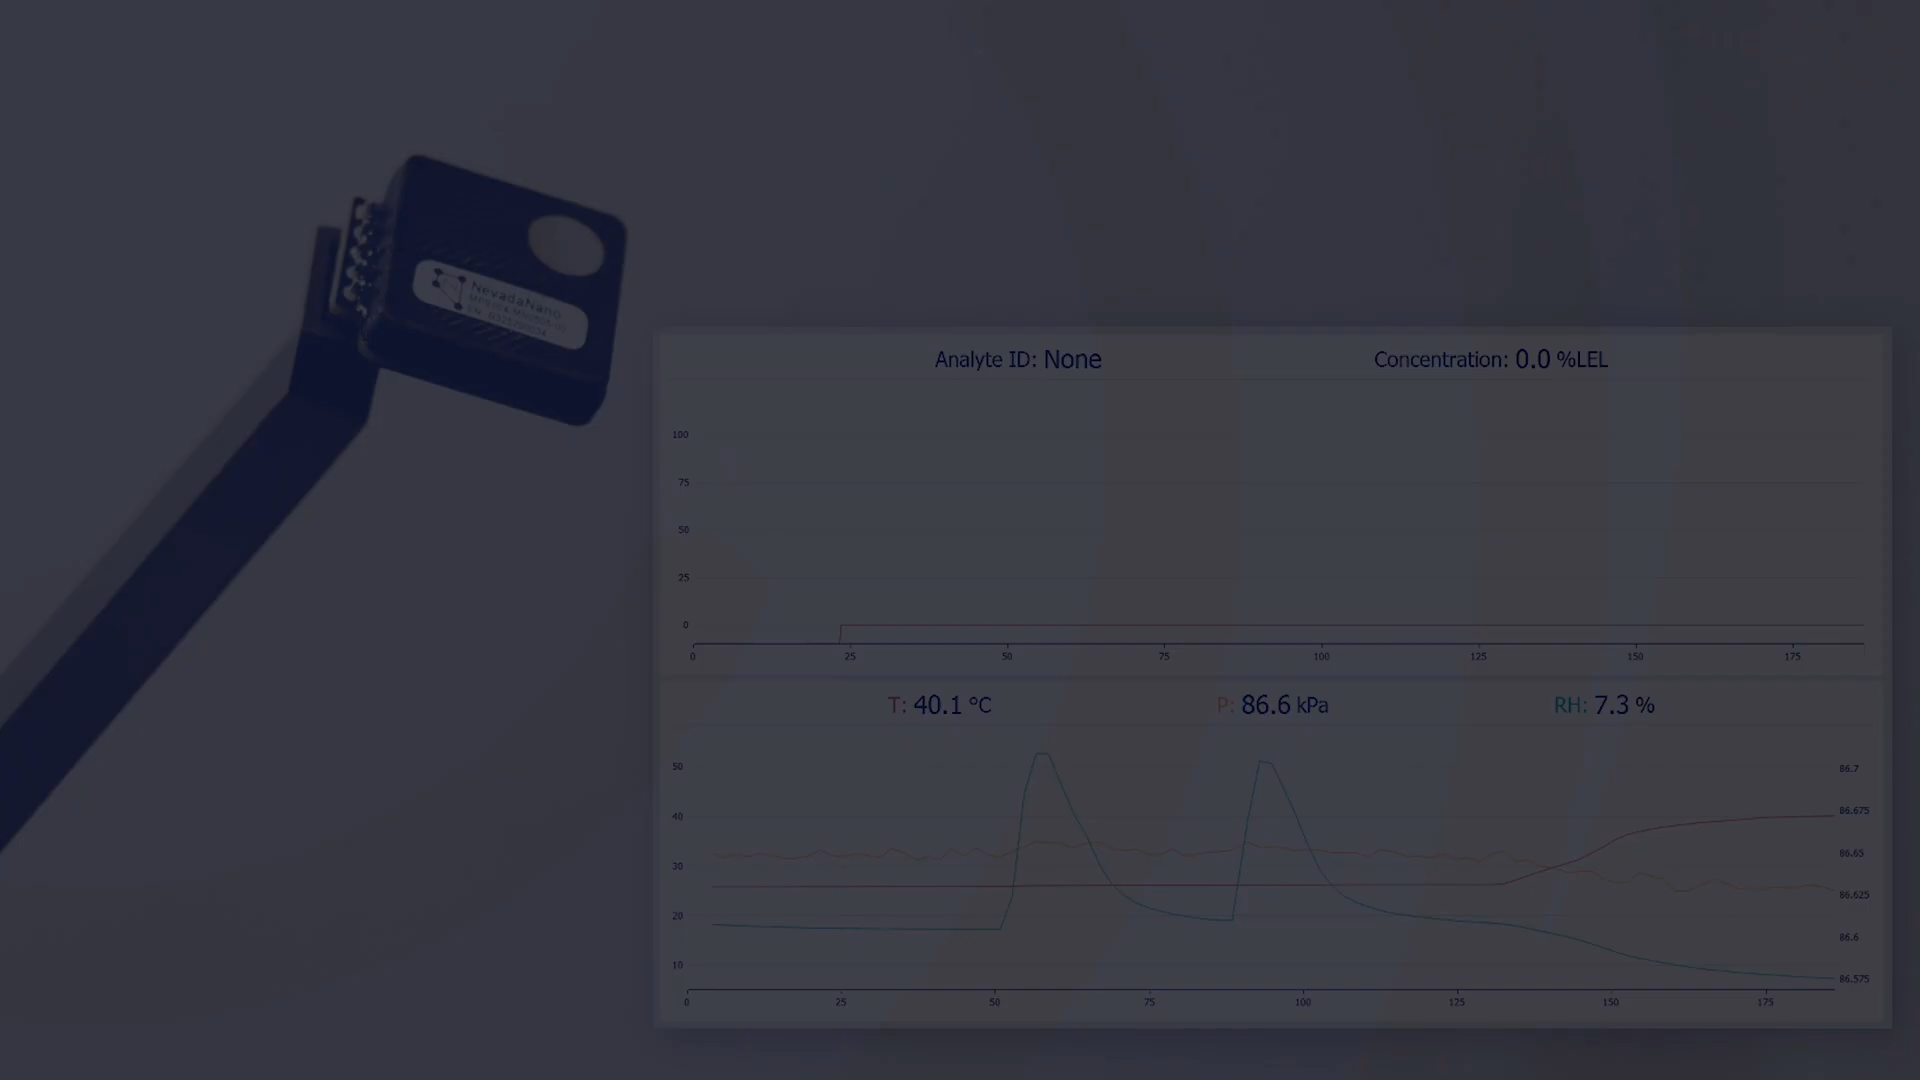 NevadaNano
Analyte ID: None
Concentration: 0.0 %LEL
100
75
50
25
0
0 25 50 75 100 125 150 175
T: 40.1 °C
P: 86.6 kPa
RH: 7.3 %
50
40
30
20
10
86.7
86.675
86.65
86.625
86.6
86.575
0 25 50 75 100 125 150 175